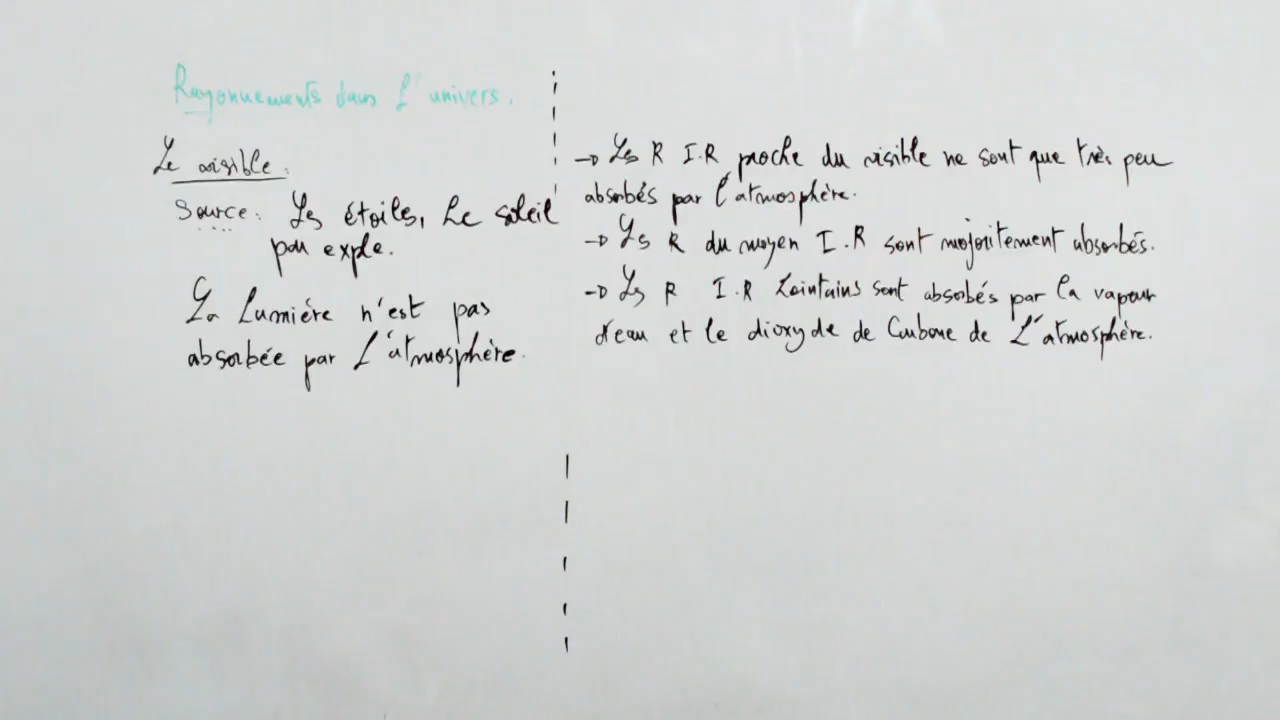 Rayonnements dans l'univers.
Le visible :
Source : Les étoiles, Le soleil
par exple.
La Lumière n'est pas
absorbée par L'atmosphère.
→ Les R I.R proche du visible ne sont que très peu
absorbés par l'atmosphère.
→ Les R du moyen I.R sont majoritement absorbés.
→ Les R I.R Lointains sont absorbés par la vapeur
d'eau et le dioxyde de Carbone de L'atmosphère.